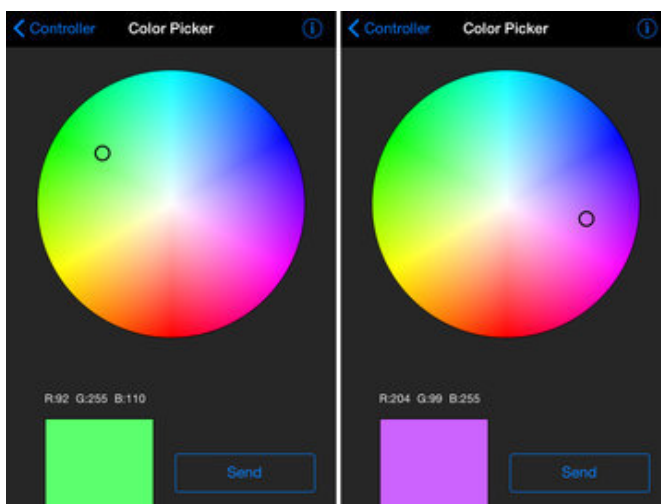 Controller Color Picker
R:92 G:255 B:110
Send
Controller Color Picker
R:204 G:99 B:255
Send